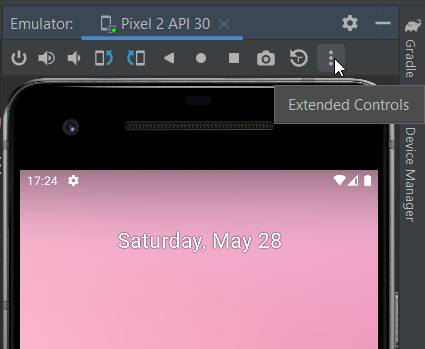 Emulator:
Pixel 2 API 30
Gradle
Extended Controls
Device Manager
17:24
Saturday, May 28